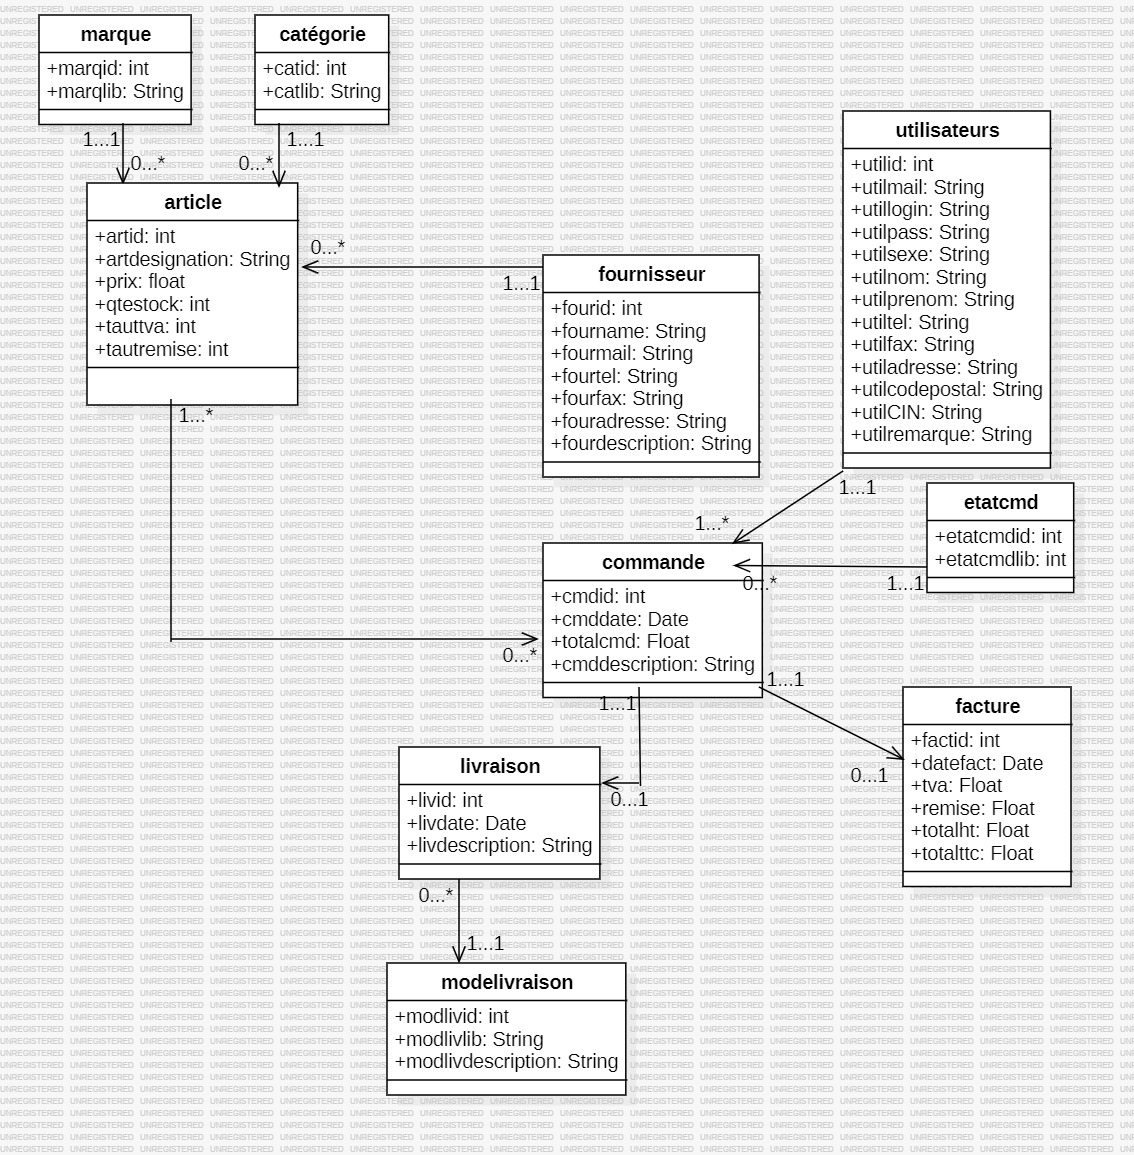 marque
+marqid: int
+marqlib: String
1...1
0...*
catégorie
+catid: int
+catlib: String
1...1
0...*
article
+artid: int
+artdesignation: String
+prix: float
+qtestock: int
+tauttva: int
+tautremise: int
1...*
0...*
1...1
fournisseur
+fourid: int
+fourname: String
+fourmail: String
+fourtel: String
+fourfax: String
+fouradresse: String
+fourdescription: String
utilisateurs
+utilid: int
+utilmail: String
+utillogin: String
+utilpass: String
+utilsexe: String
+utilnom: String
+utilprenom: String
+utiltel: String
+utilfax: String
+utiladresse: String
+utilcodepostal: String
+utilCIN: String
+utilremarque: String
1...1
1...*
etatcmd
+etatcmdid: int
+etatcmdlib: int
1...1
0...*
commande
+cmdid: int
+cmddate: Date
+totalcmd: Float
+cmddescription: String
0...*
1...1
1...1
0...1
0...1
facture
+factid: int
+datefact: Date
+tva: Float
+remise: Float
+totalht: Float
+totalttc: Float
livraison
+livid: int
+livdate: Date
+livdescription: String
0...*
1...1
modelivraison
+modlivid: int
+modlivlib: String
+modlivdescription: String
UNREGISTERED